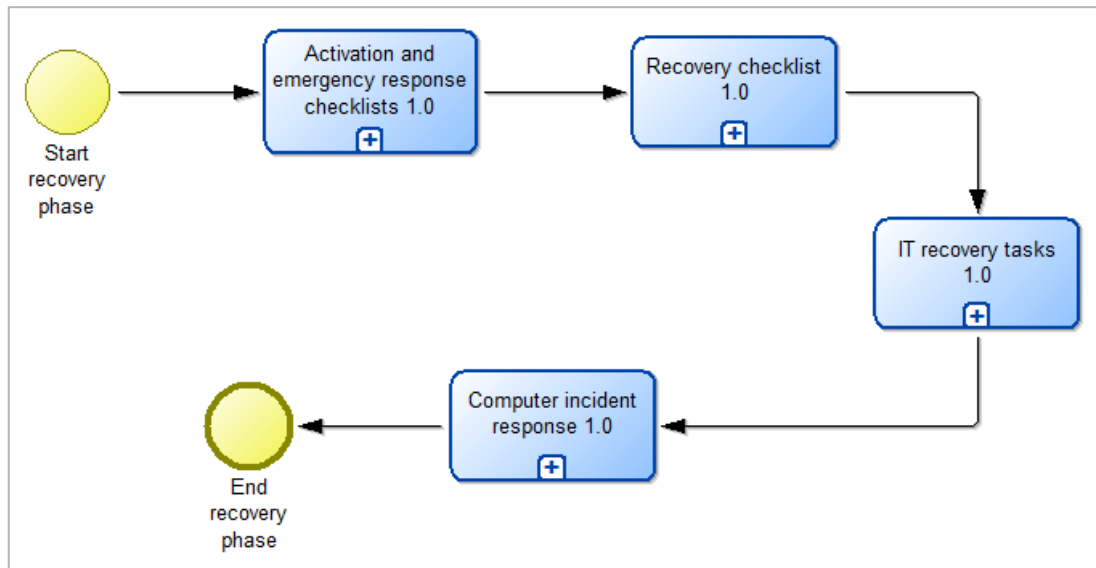 Start
recovery
phase
Activation and
emergency response
checklists 1.0
Recovery checklist
1.0
IT recovery tasks
1.0
Computer incident
response 1.0
End
recovery
phase